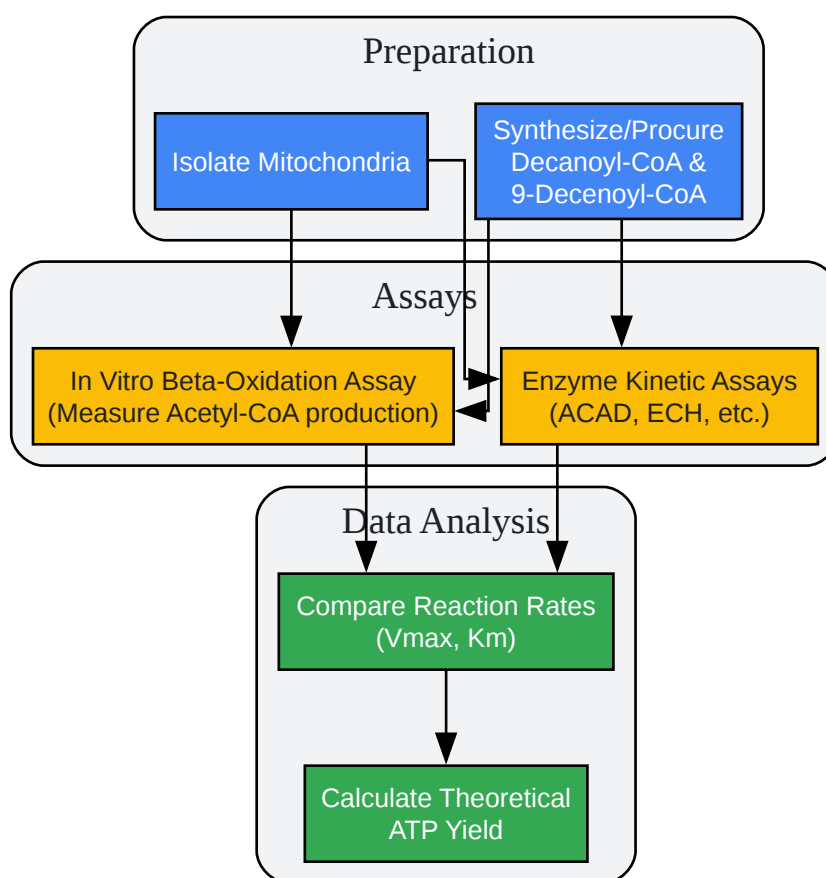 Preparation
Isolate Mitochondria
Synthesize/Procure
Decanoyl-CoA &
9-Decenoyl-CoA
Assays
In Vitro Beta-Oxidation Assay
(Measure Acetyl-CoA production)
Enzyme Kinetic Assays
(ACAD, ECH, etc.)
Data Analysis
Compare Reaction Rates
(Vmax, Km)
Calculate Theoretical
ATP Yield